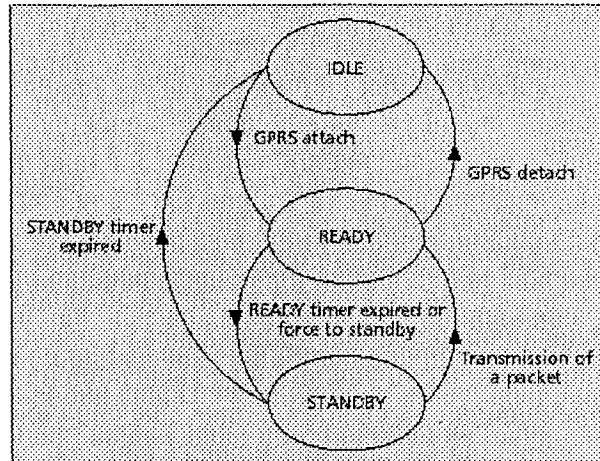 IDLE
GPRS attach
GPRS detach
STANDBY timer
expired
READY
READY timer expired or
force to standby
Transmission of
a packet
STANDBY